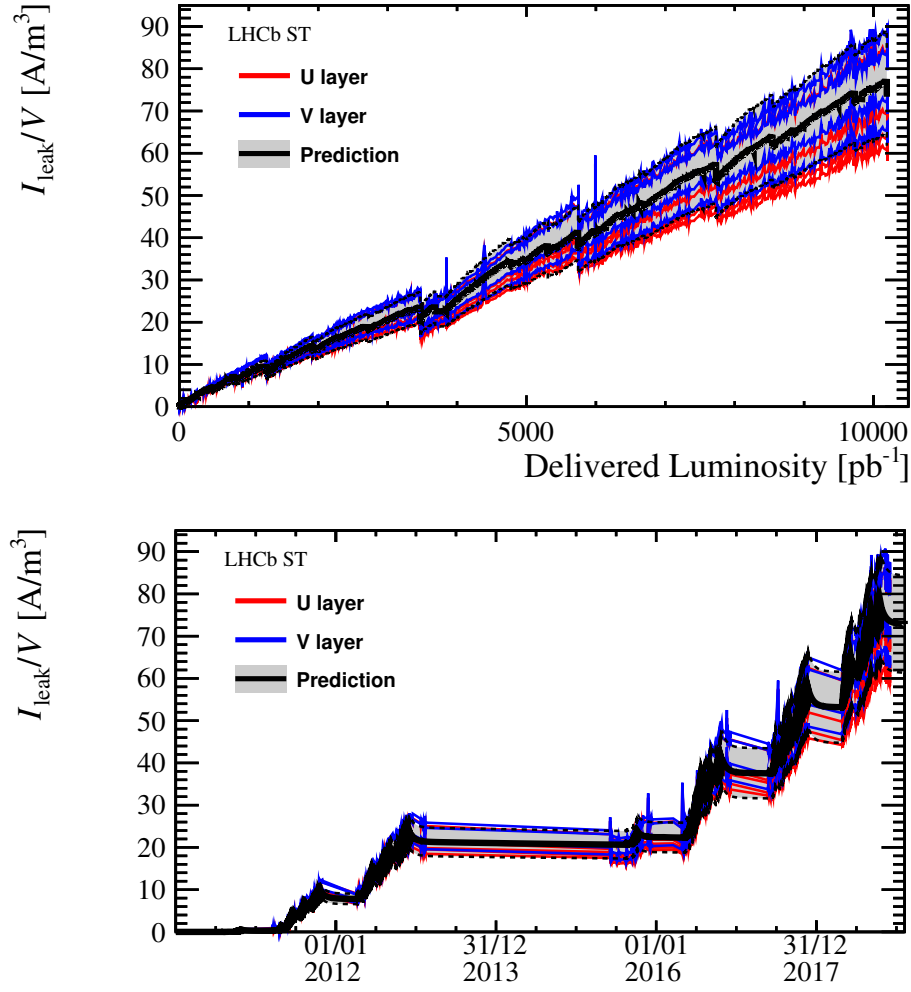 I_leak/V [A/m³]
LHCb ST
U layer
V layer
Prediction
90
80
70
60
50
40
30
20
10
0
0 5000 10000
Delivered Luminosity [pb⁻¹]
I_leak/V [A/m³]
LHCb ST
U layer
V layer
Prediction
90
80
70
60
50
40
30
20
10
0
01/01 31/12 01/01 31/12
2012 2013 2016 2017